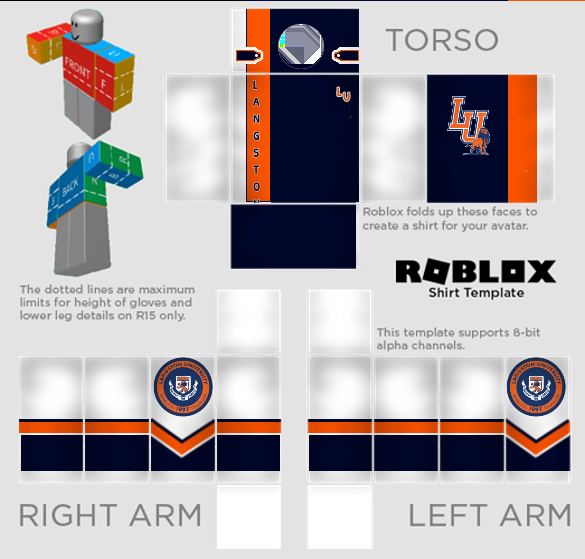 TORSO
FRONT
F
L
LANGSTON
LU
LU
BACK
Roblox folds up these faces to
create a shirt for your avatar.
ROBLOX
Shirt Template
The dotted lines are maximum
limits for height of gloves and
lower leg details on R15 only.
This template supports 8-bit
alpha channels.
LANGSTON UNIVERSITY
1897
LANGSTON UNIVERSITY
1897
RIGHT ARM
LEFT ARM